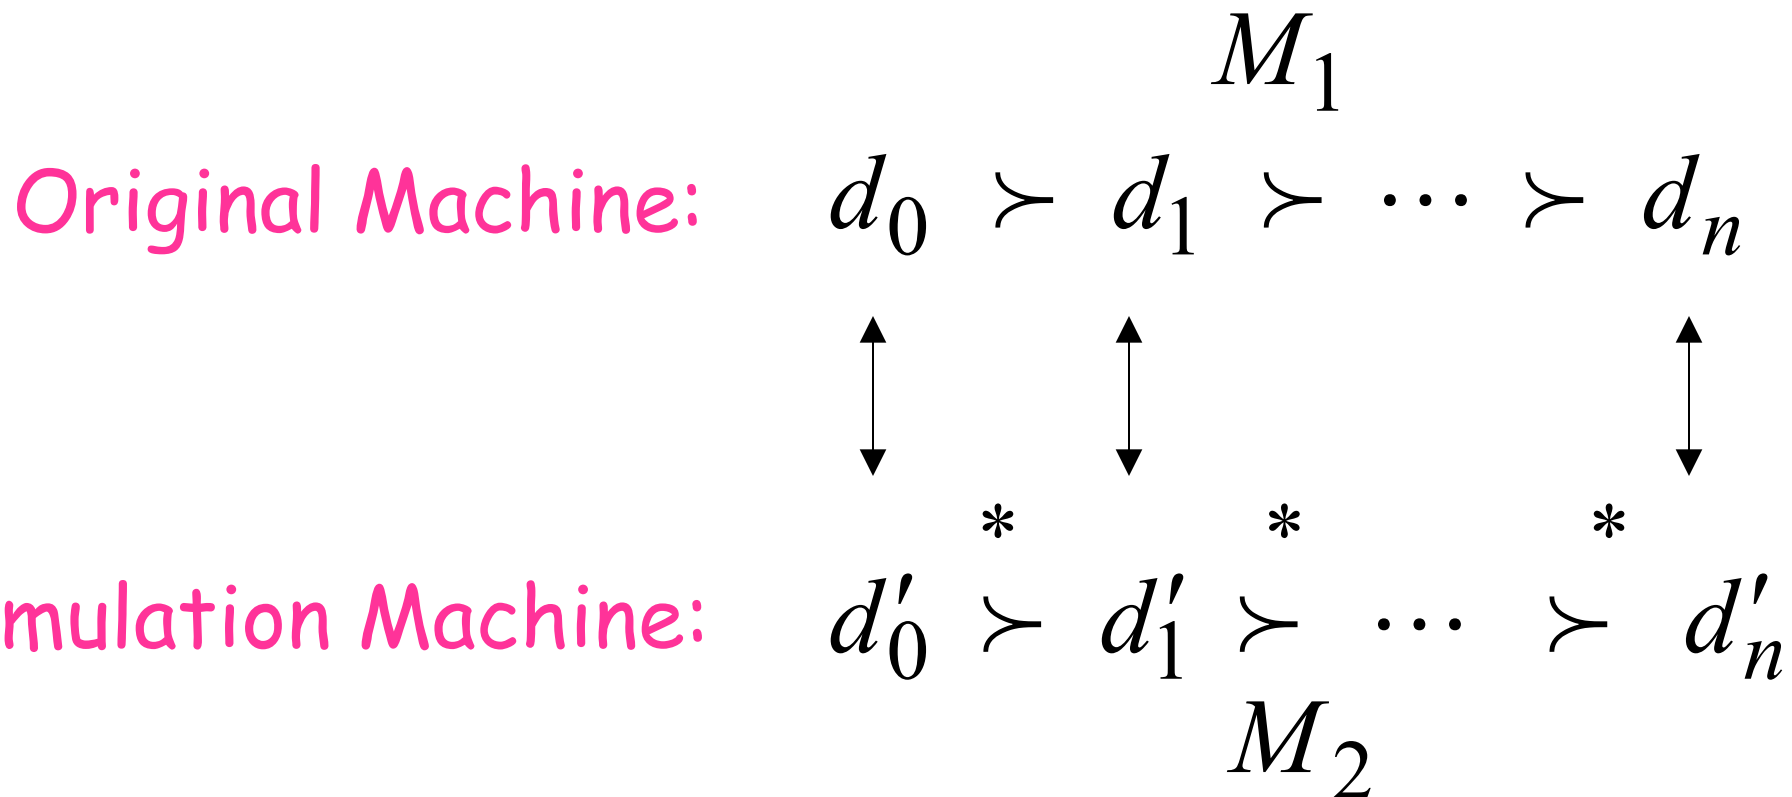 M₁
Original Machine: d₀ ≻ d₁ ≻ ⋯ ≻ dₙ
* * *
mulation Machine: d′₀ ≻ d′₁ ≻ ⋯ ≻ d′ₙ
M₂